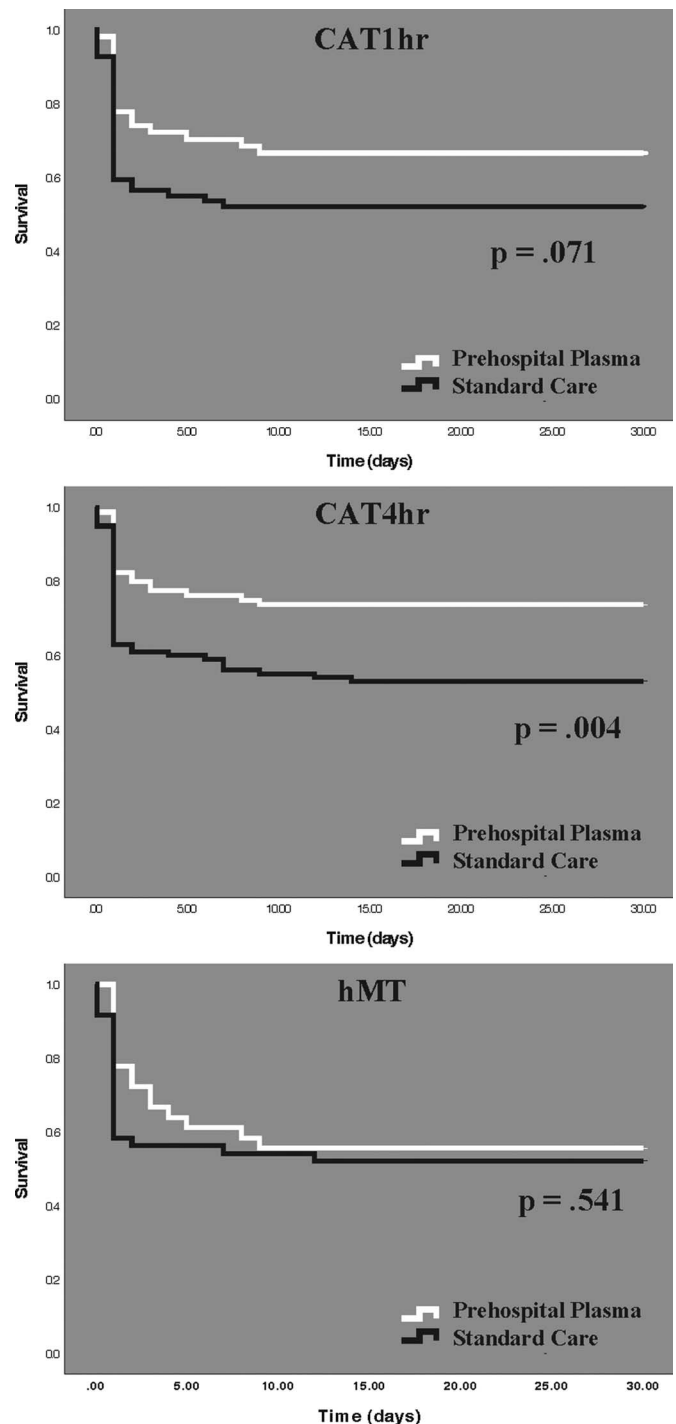 CAT1hr
1.0
0.8
0.6
0.4
0.2
0.0
Survival
p = .071
Prehospital Plasma
Standard Care
.00 5.00 10.00 15.00 20.00 25.00 30.00
Time (days)
CAT4hr
1.0
0.8
0.6
0.4
0.2
0.0
Survival
p = .004
Prehospital Plasma
Standard Care
.00 5.00 10.00 15.00 20.00 25.00 30.00
Time (days)
hMT
1.0
0.8
0.6
0.4
0.2
0.0
Survival
p = .541
Prehospital Plasma
Standard Care
.00 5.00 10.00 15.00 20.00 25.00 30.00
Time (days)